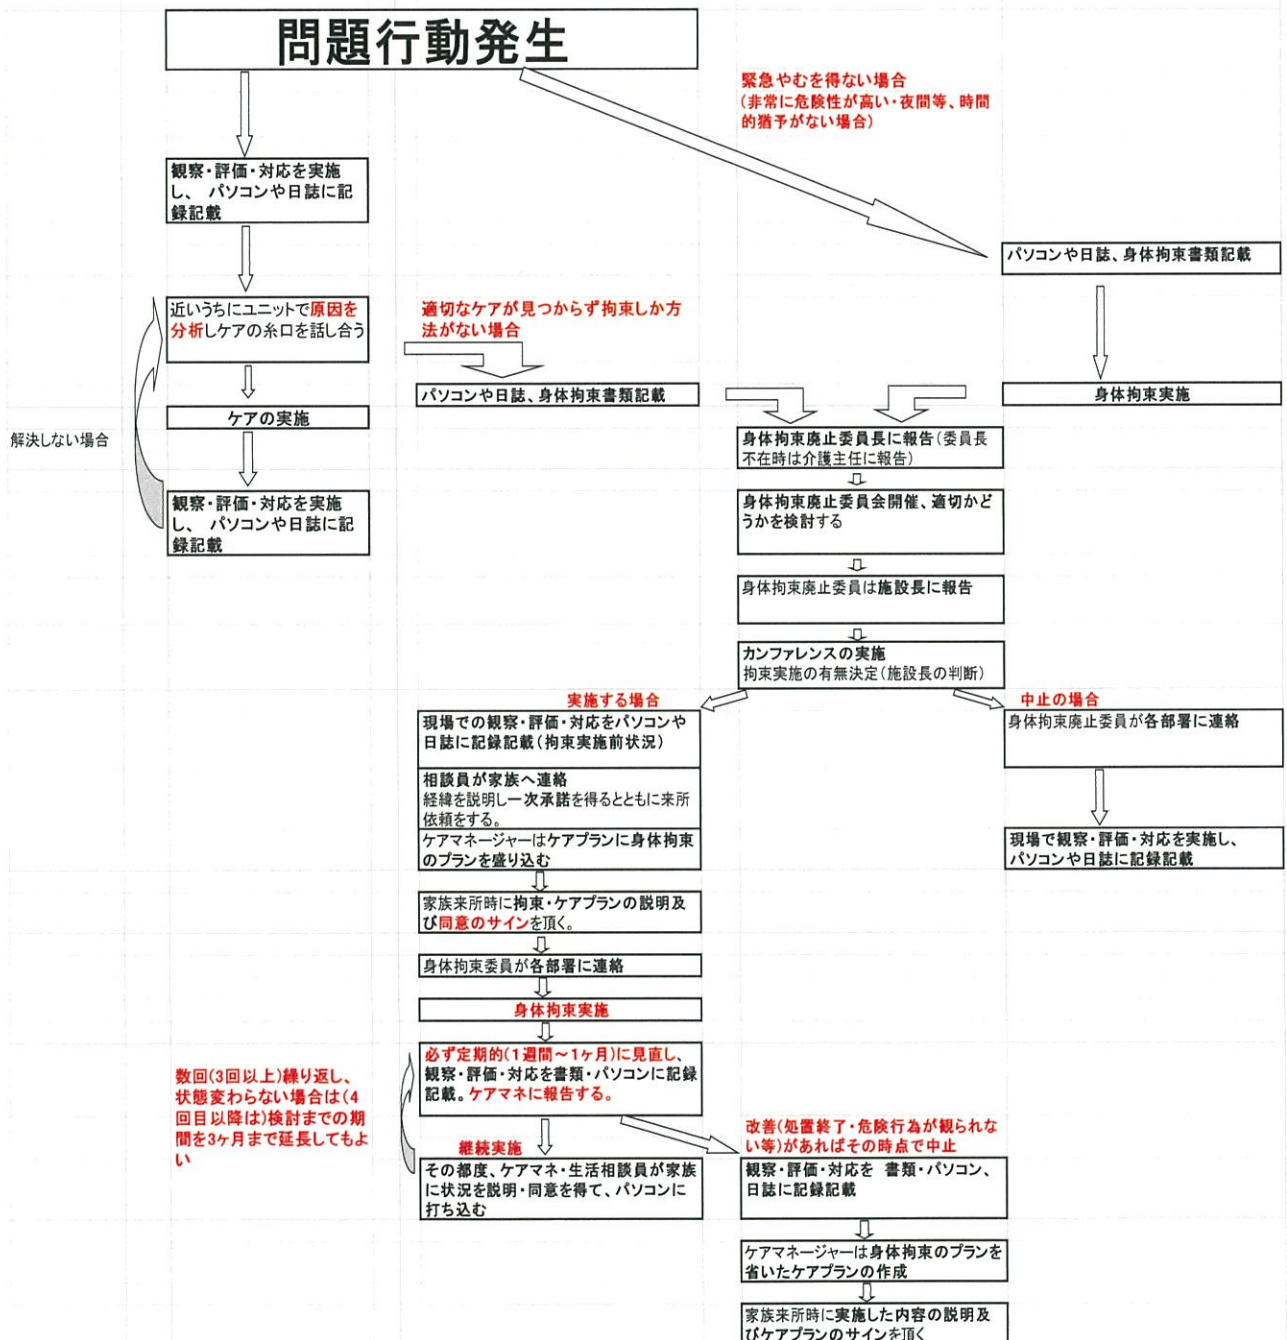 問題行動発生
緊急やむを得ない場合
(非常に危険性が高い・夜間等、時間
的猶予がない場合)
観察・評価・対応を実施
し、 パソコンや日誌に記
録記載
パソコンや日誌、身体拘束書類記載
近いうちにユニットで原因を
分析しケアの糸口を話し合う
適切なケアが見つからず拘束しか方
法がない場合
パソコンや日誌、身体拘束書類記載
身体拘束実施
ケアの実施
解決しない場合
身体拘束廃止委員長に報告(委員長
不在時は介護主任に報告)
観察・評価・対応を実施
し、 パソコンや日誌に記
録記載
身体拘束廃止委員会開催、適切かど
うかを検討する
身体拘束廃止委員は施設長に報告
カンファレンスの実施
拘束実施の有無決定(施設長の判断)
実施する場合
中止の場合
現場での観察・評価・対応をパソコンや
日誌に記録記載(拘束実施前状況)
身体拘束廃止委員が各部署に連絡
相談員が家族へ連絡
経緯を説明し一次承諾を得るとともに来所
依頼をする。
ケアマネージャーはケアプランに身体拘束
のプランを盛り込む
現場で観察・評価・対応を実施し、
パソコンや日誌に記録記載
家族来所時に拘束・ケアプランの説明及
び同意のサインを頂く。
身体拘束委員が各部署に連絡
身体拘束実施
必ず定期的(1週間～1ヶ月)に見直し、
観察・評価・対応を書類・パソコンに記録
記載。ケアマネに報告する。
数回(3回以上)繰り返し、
状態変わらない場合は(4
回目以降は)検討までの期
間を3ヶ月まで延長してもよ
い
改善(処置終了・危険行為が観られな
い等)があればその時点で中止
継続実施
その都度、ケアマネ・生活相談員が家族
に状況を説明・同意を得て、パソコンに
打ち込む
観察・評価・対応を 書類・パソコン、
日誌に記録記載
ケアマネージャーは身体拘束のプランを
省いたケアプランの作成
家族来所時に実施した内容の説明及
びケアプランのサインを頂く